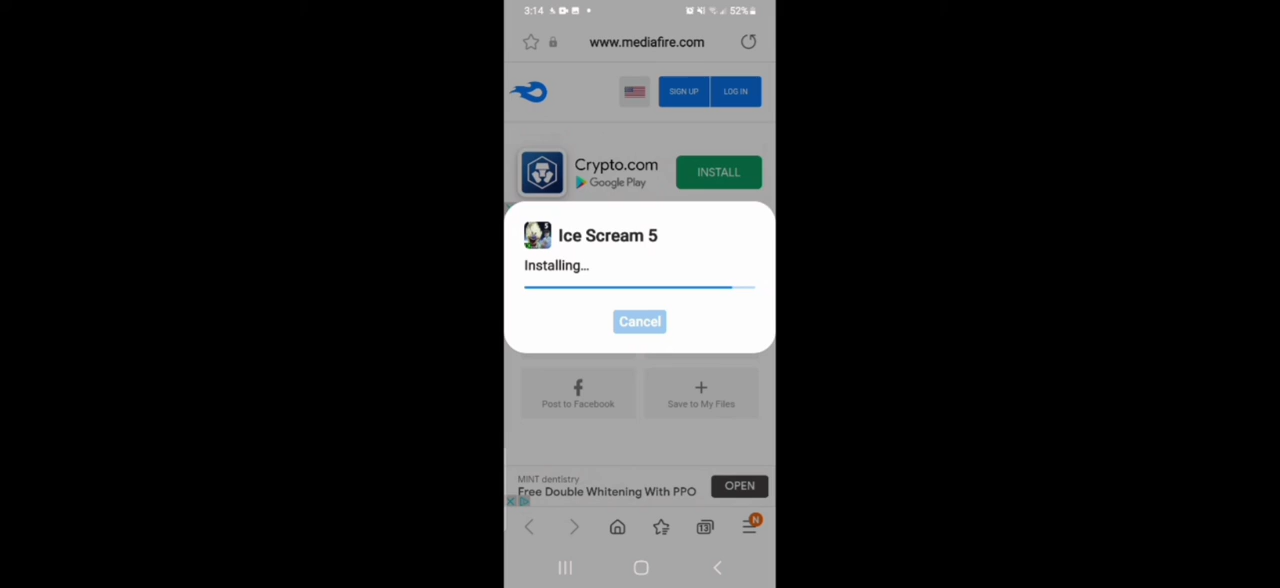 3:14 52%
www.mediafire.com
SIGN UP LOG IN
Crypto.com INSTALL
Google Play
Ice Scream 5
Installing...
Cancel
Post to Facebook Save to My Files
MINT dentistry
Free Double Whitening With PPO OPEN
13 N